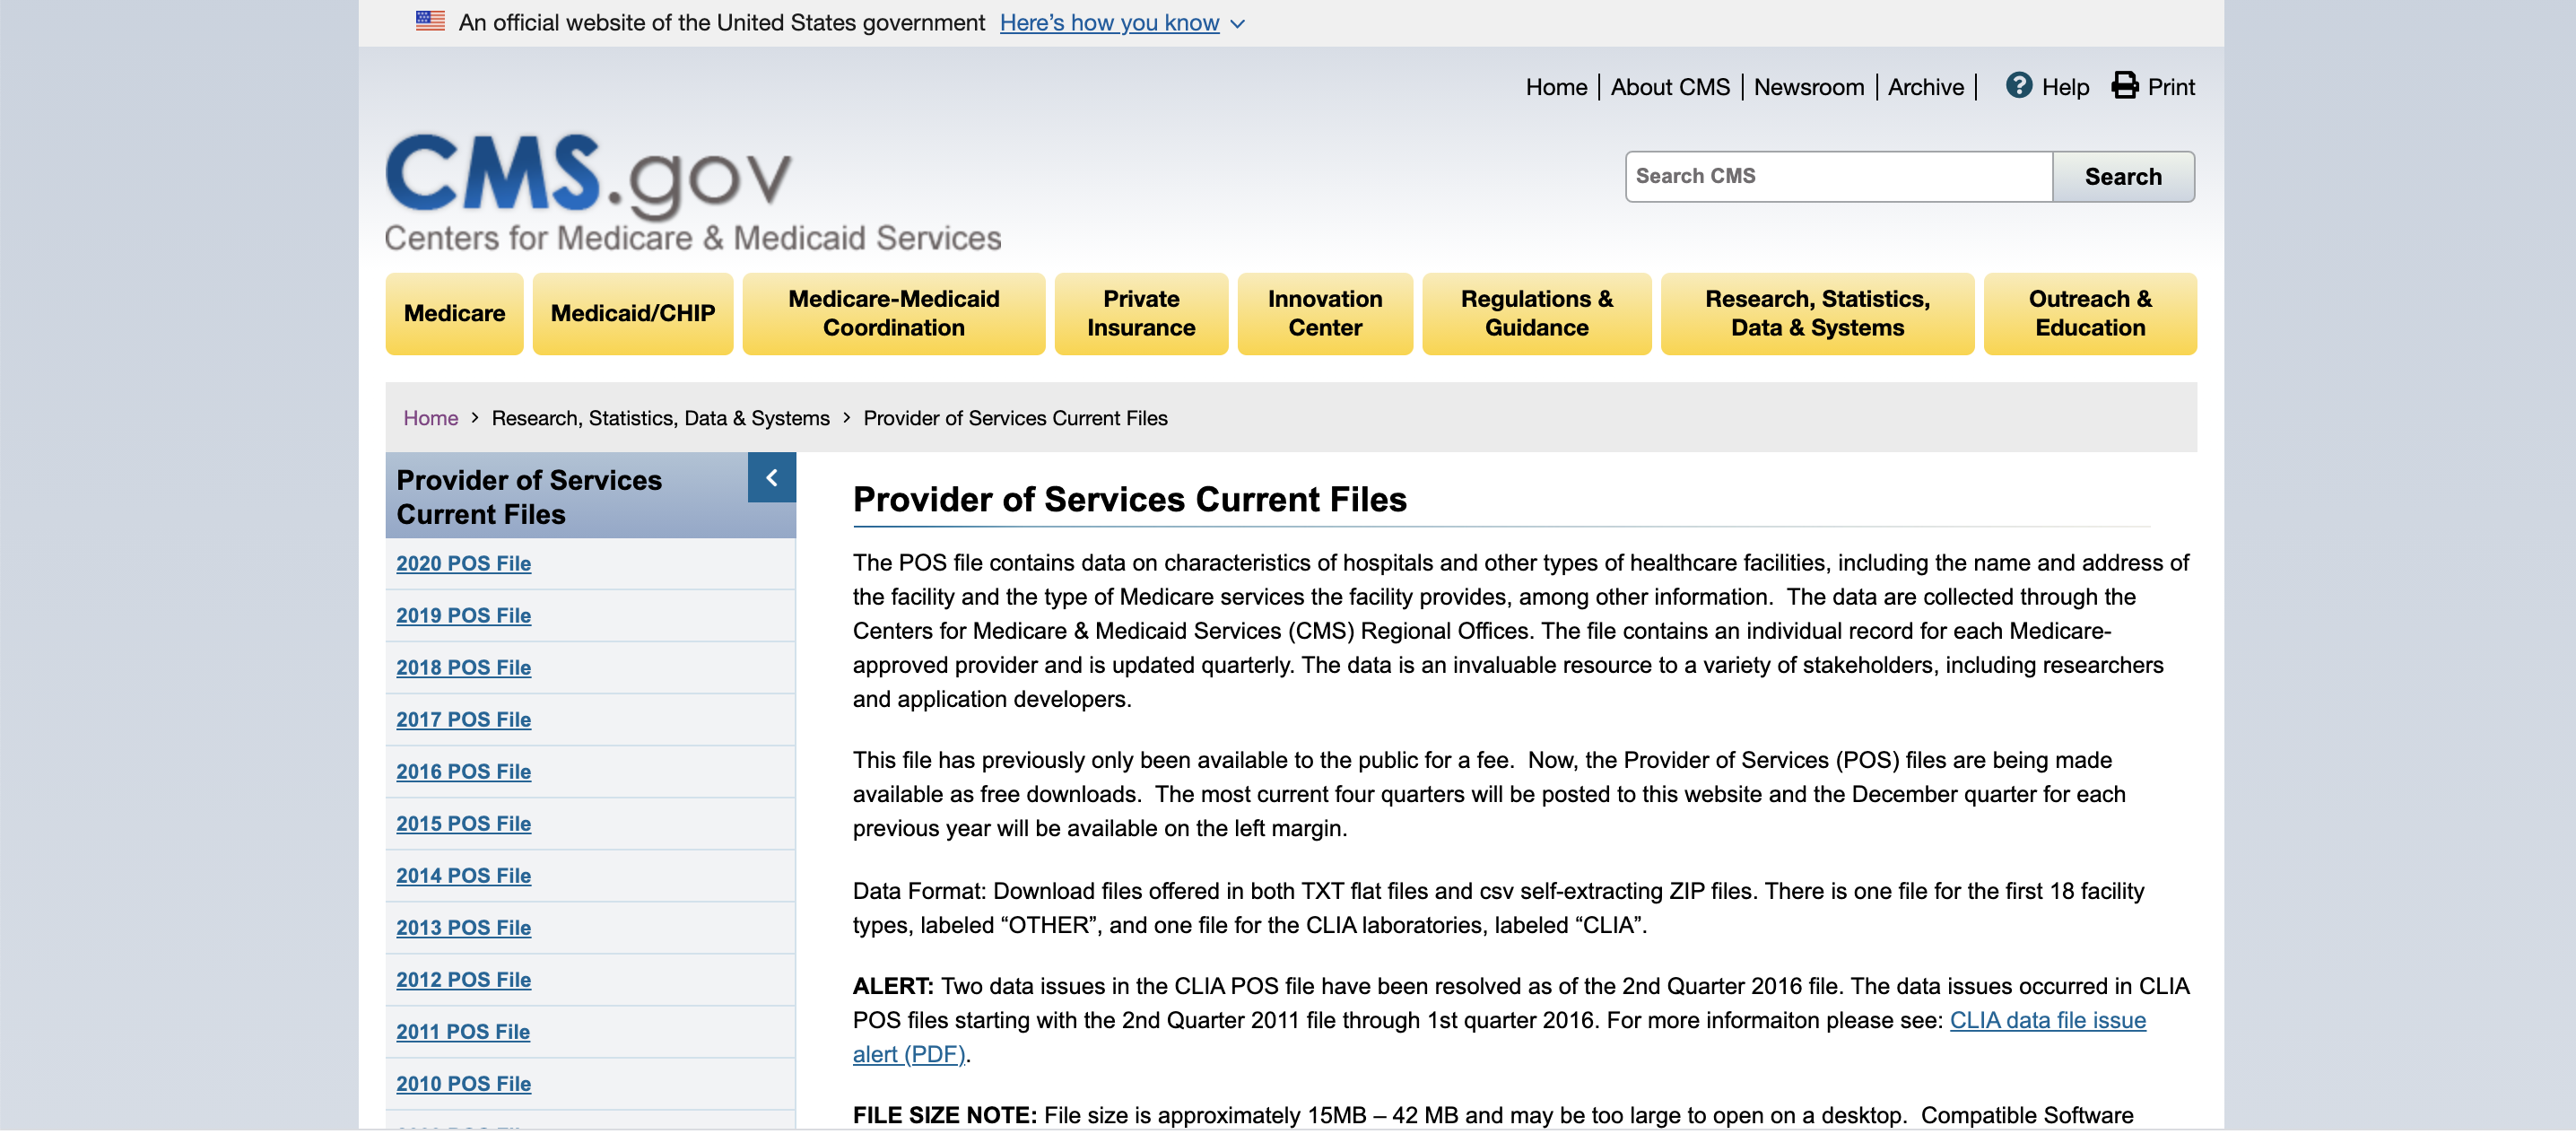 An official website of the United States government Here’s how you know
Home About CMS Newsroom Archive Help Print
CMS.gov
Centers for Medicare & Medicaid Services
Search CMS Search
Medicare
Medicaid/CHIP
Medicare-Medicaid
Coordination
Private
Insurance
Innovation
Center
Regulations &
Guidance
Research, Statistics,
Data & Systems
Outreach &
Education
Home > Research, Statistics, Data & Systems > Provider of Services Current Files
Provider of Services
Current Files
2020 POS File
2019 POS File
2018 POS File
2017 POS File
2016 POS File
2015 POS File
2014 POS File
2013 POS File
2012 POS File
2011 POS File
2010 POS File
Provider of Services Current Files
The POS file contains data on characteristics of hospitals and other types of healthcare facilities, including the name and address of
the facility and the type of Medicare services the facility provides, among other information.  The data are collected through the
Centers for Medicare & Medicaid Services (CMS) Regional Offices. The file contains an individual record for each Medicare-
approved provider and is updated quarterly. The data is an invaluable resource to a variety of stakeholders, including researchers
and application developers.
This file has previously only been available to the public for a fee.  Now, the Provider of Services (POS) files are being made
available as free downloads.  The most current four quarters will be posted to this website and the December quarter for each
previous year will be available on the left margin.
Data Format: Download files offered in both TXT flat files and csv self-extracting ZIP files. There is one file for the first 18 facility
types, labeled “OTHER”, and one file for the CLIA laboratories, labeled “CLIA”.
ALERT: Two data issues in the CLIA POS file have been resolved as of the 2nd Quarter 2016 file. The data issues occurred in CLIA
POS files starting with the 2nd Quarter 2011 file through 1st quarter 2016. For more informaiton please see: CLIA data file issue
alert (PDF).
FILE SIZE NOTE: File size is approximately 15MB – 42 MB and may be too large to open on a desktop.  Compatible Software